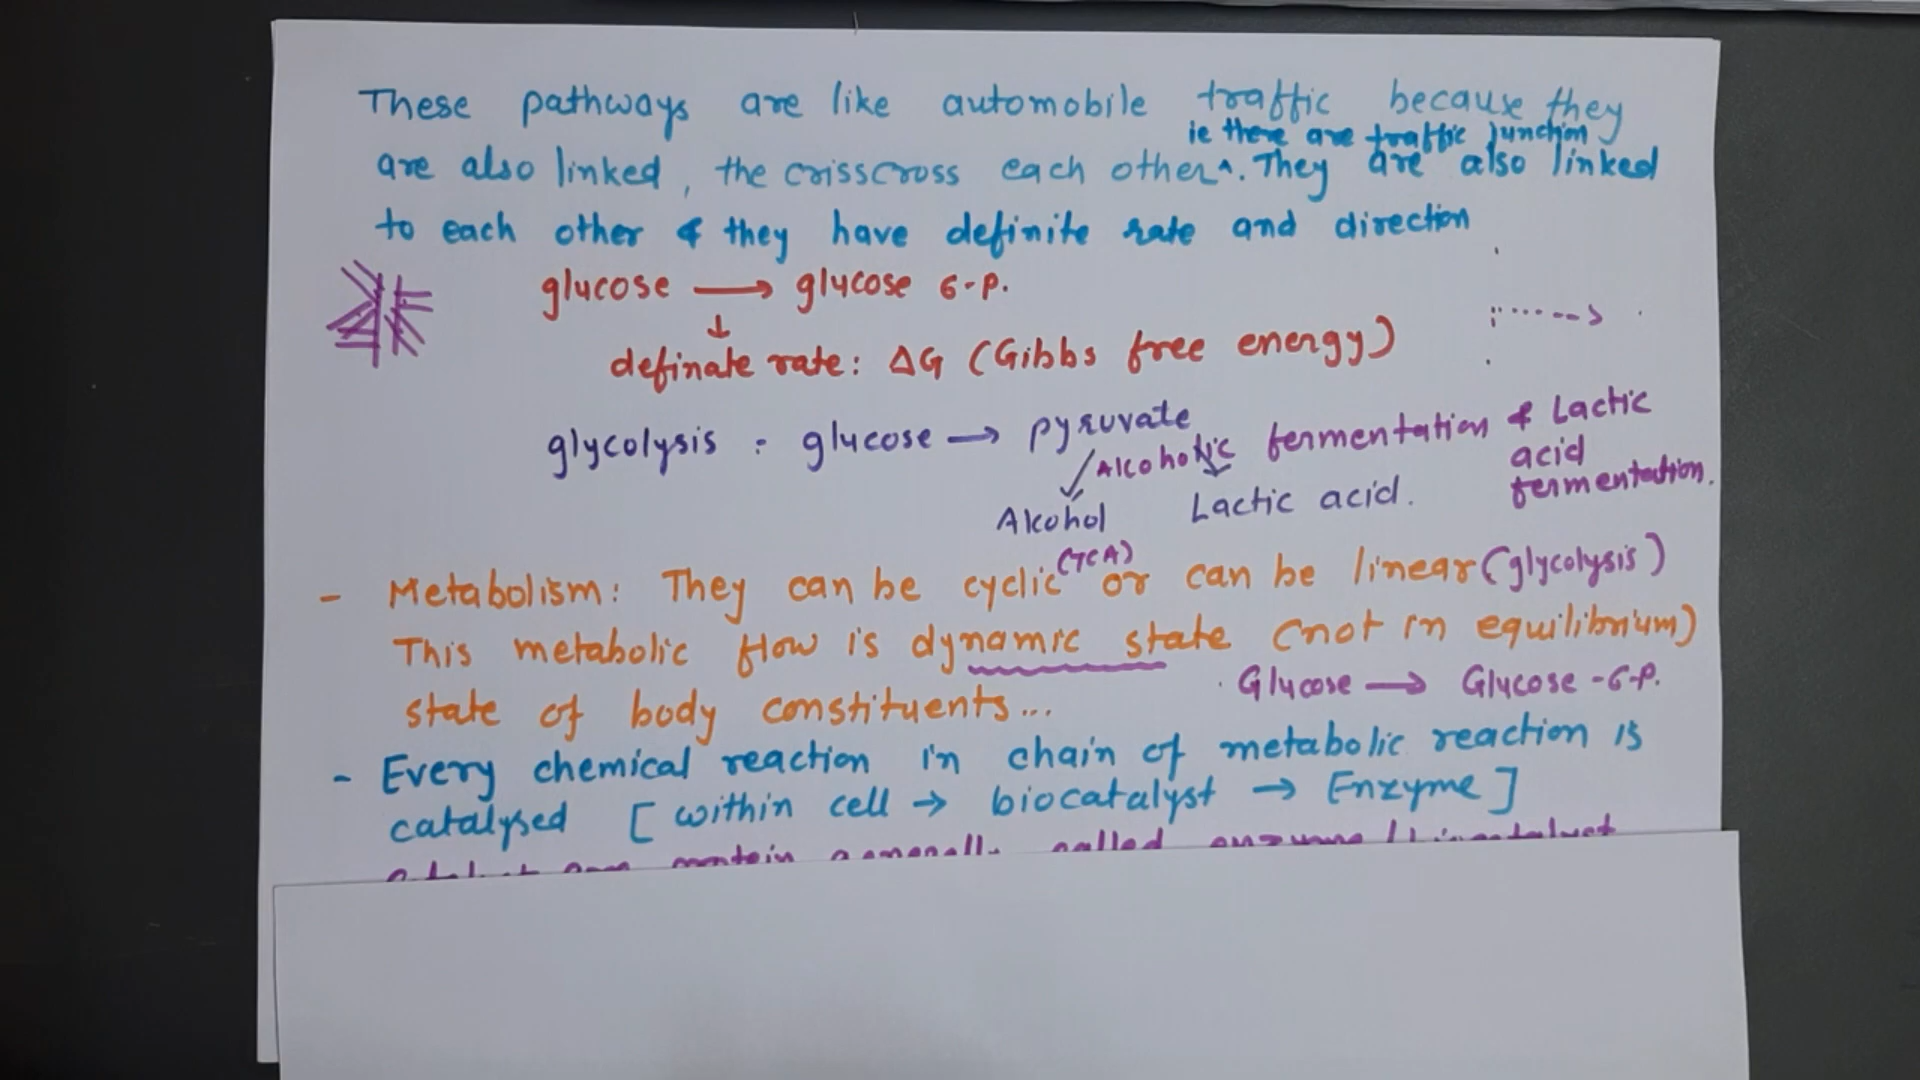 These pathways are like automobile traffic because they
ie there are traffic junction
are also linked, the crisscross each other ^. They are also linked
to each other & they have definite rate and direction
glucose → glucose 6-P.
↓
definate rate: ΔG (Gibbs free energy)
glycolysis : glucose → pyruvate
Alcoholic fermentation & Lactic
acid
fermentation.
Alcohol Lactic acid.
(TCA)
- Metabolism: They can be cyclic or can be linear (glycolysis)
This metabolic flow is dynamic state (not in equilibrium)
Glucose → Glucose -6-P.
state of body constituents...
- Every chemical reaction in chain of metabolic reaction is
catalysed [within cell → biocatalyst → Enzyme]